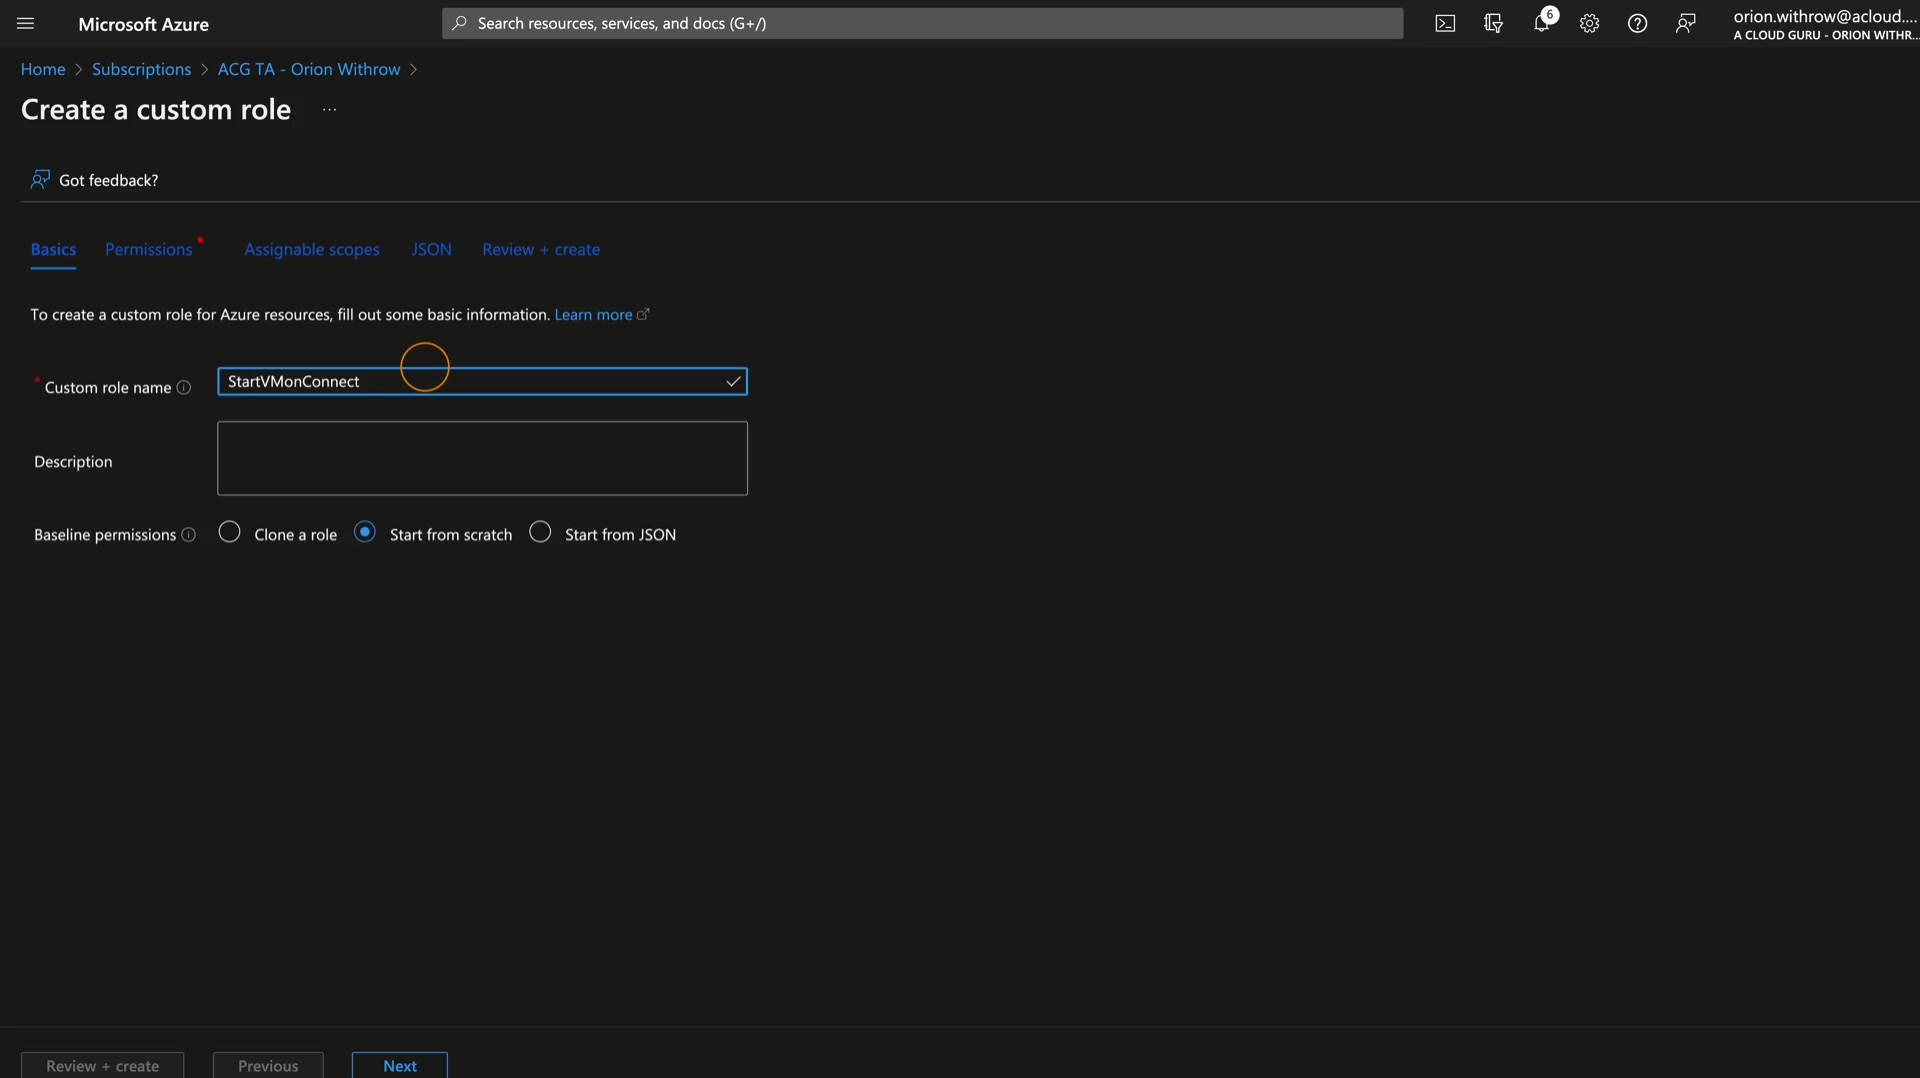 Microsoft Azure
Search resources, services, and docs (G+/)
6
orion.withrow@acloud....
A CLOUD GURU - ORION WITHR...
Home > Subscriptions > ACG TA - Orion Withrow >
Create a custom role ...
Got feedback?
Basics Permissions * Assignable scopes JSON Review + create
To create a custom role for Azure resources, fill out some basic information. Learn more
* Custom role name StartVMonConnect
Description
Baseline permissions Clone a role Start from scratch Start from JSON
Review + create Previous Next